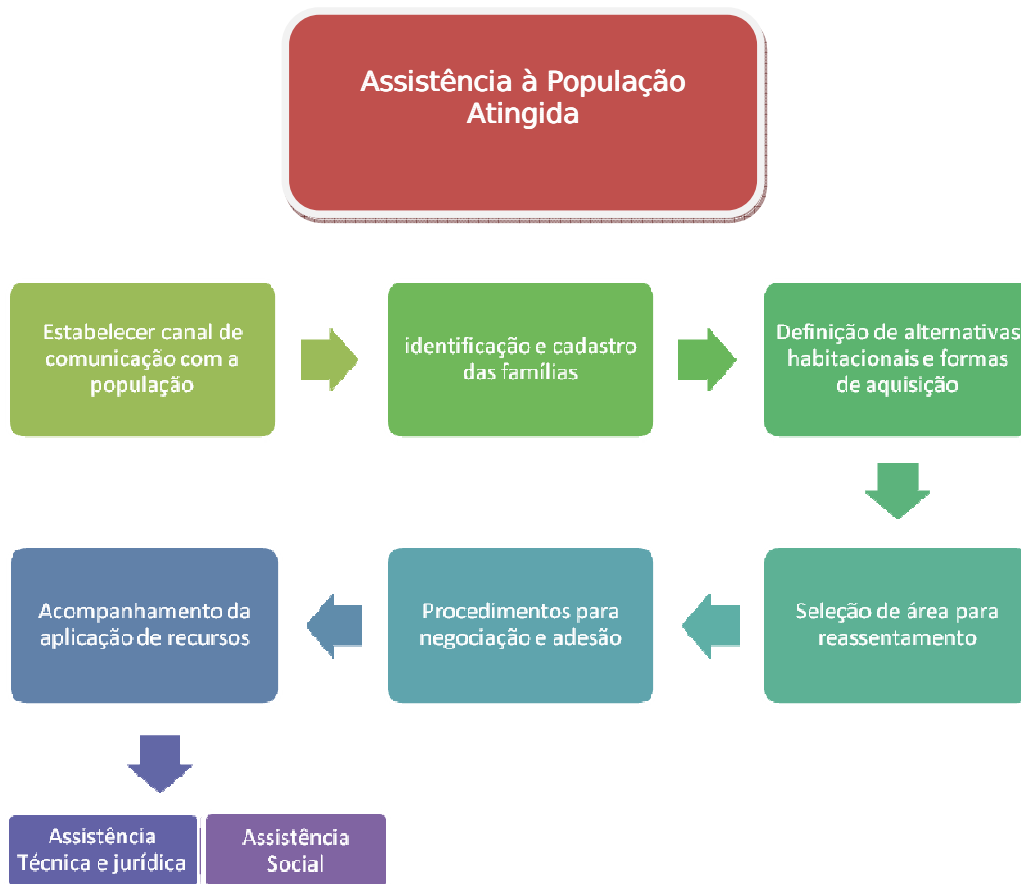 Assistência à População
Atingida
Estabelecer canal de
comunicação com a
população
identificação e cadastro
das famílias
Definição de alternativas
habitacionais e formas
de aquisição
Seleção de área para
reassentamento
Procedimentos para
negociação e adesão
Acompanhamento da
aplicação de recursos
Assistência
Técnica e jurídica
Assistência
Social